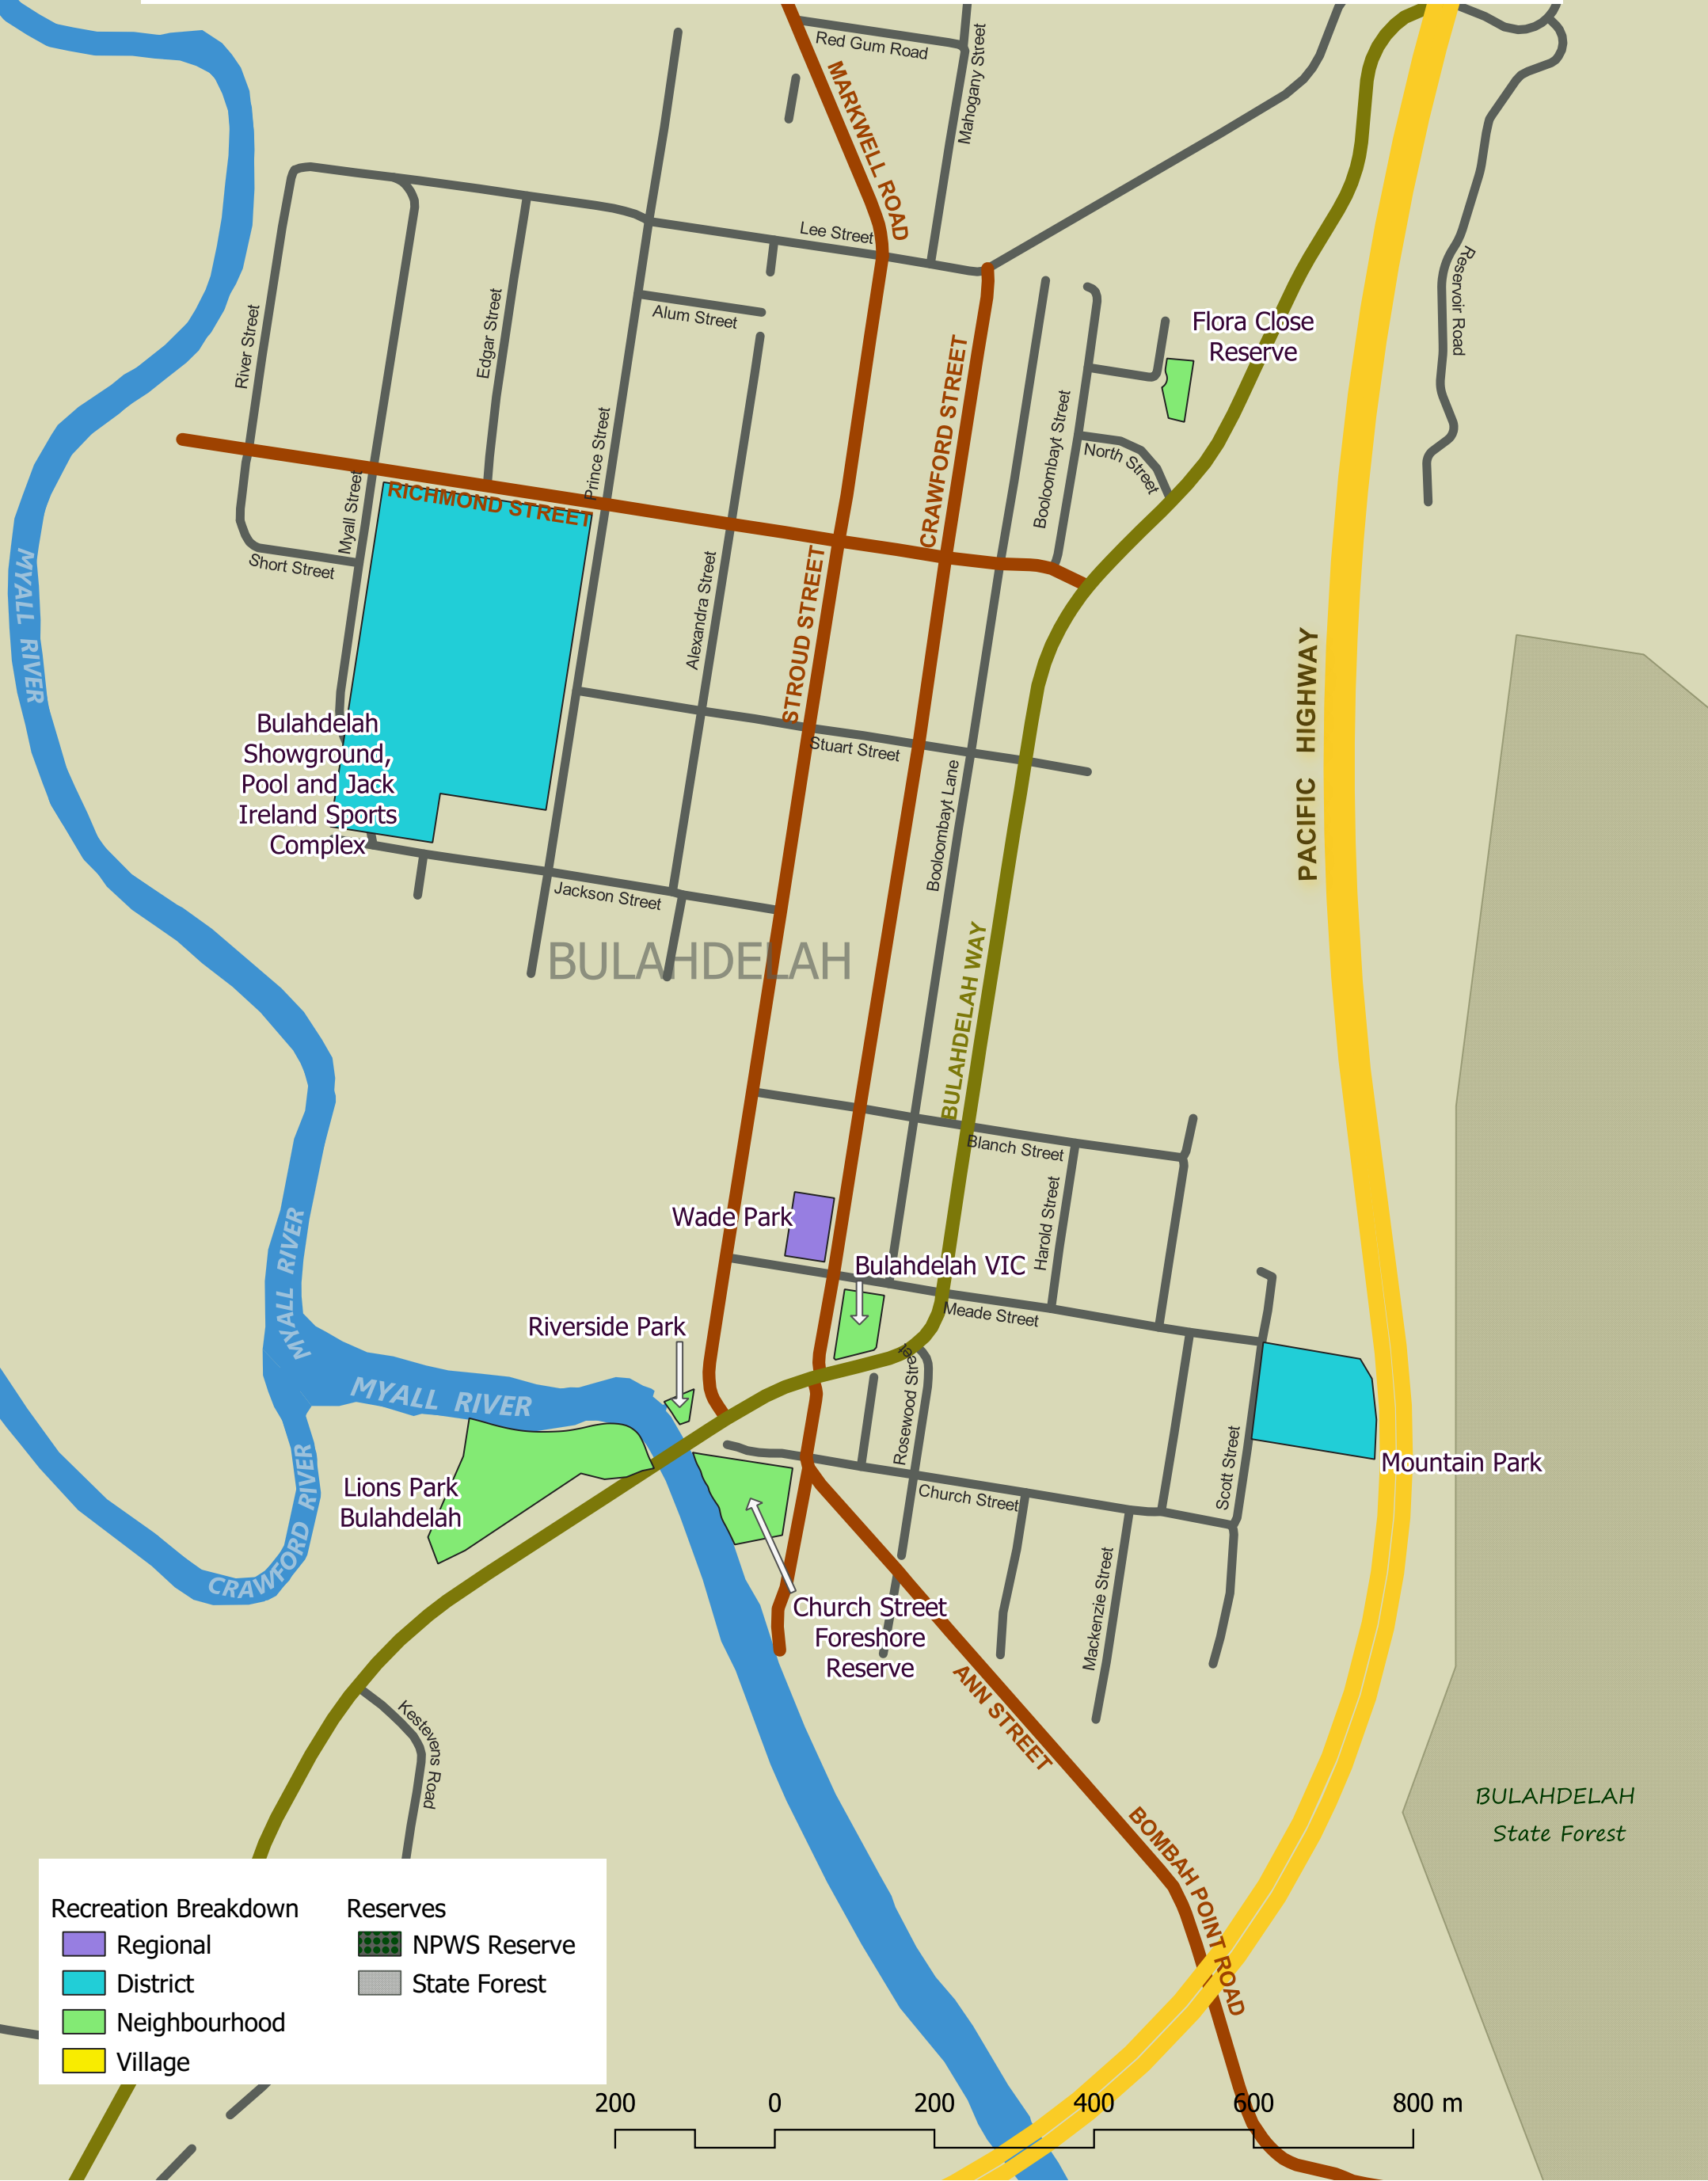 Red Gum Road
Mahogany Street
MARKWELL ROAD
Lee Street
Reservoir Road
River Street
Edgar Street
Alum Street
Flora Close
Reserve
CRAWFORD STREET
Booloombayt Street
Prince Street
North Street
Myall Street
RICHMOND STREET
Short Street
MYALL RIVER
Alexandra Street
STROUD STREET
PACIFIC HIGHWAY
Bulahdelah
Showground,
Pool and Jack
Ireland Sports
Complex
Stuart Street
Booloombayt Lane
Jackson Street
BULAHDELAH
BULAHDELAH WAY
Blanch Street
Harold Street
Wade Park
Bulahdelah VIC
MYALL RIVER
Meade Street
Riverside Park
MYALL RIVER
Rosewood Street
Scott Street
Mountain Park
Lions Park
Bulahdelah
CRAWFORD RIVER
Church Street
Mackenzie Street
Church Street
Foreshore
Reserve
ANN STREET
Kestevens Road
BULAHDELAH
State Forest
BOMBAH POINT ROAD
Recreation Breakdown
Regional
District
Neighbourhood
Village
Reserves
NPWS Reserve
State Forest
200 0 200 400 600 800 m